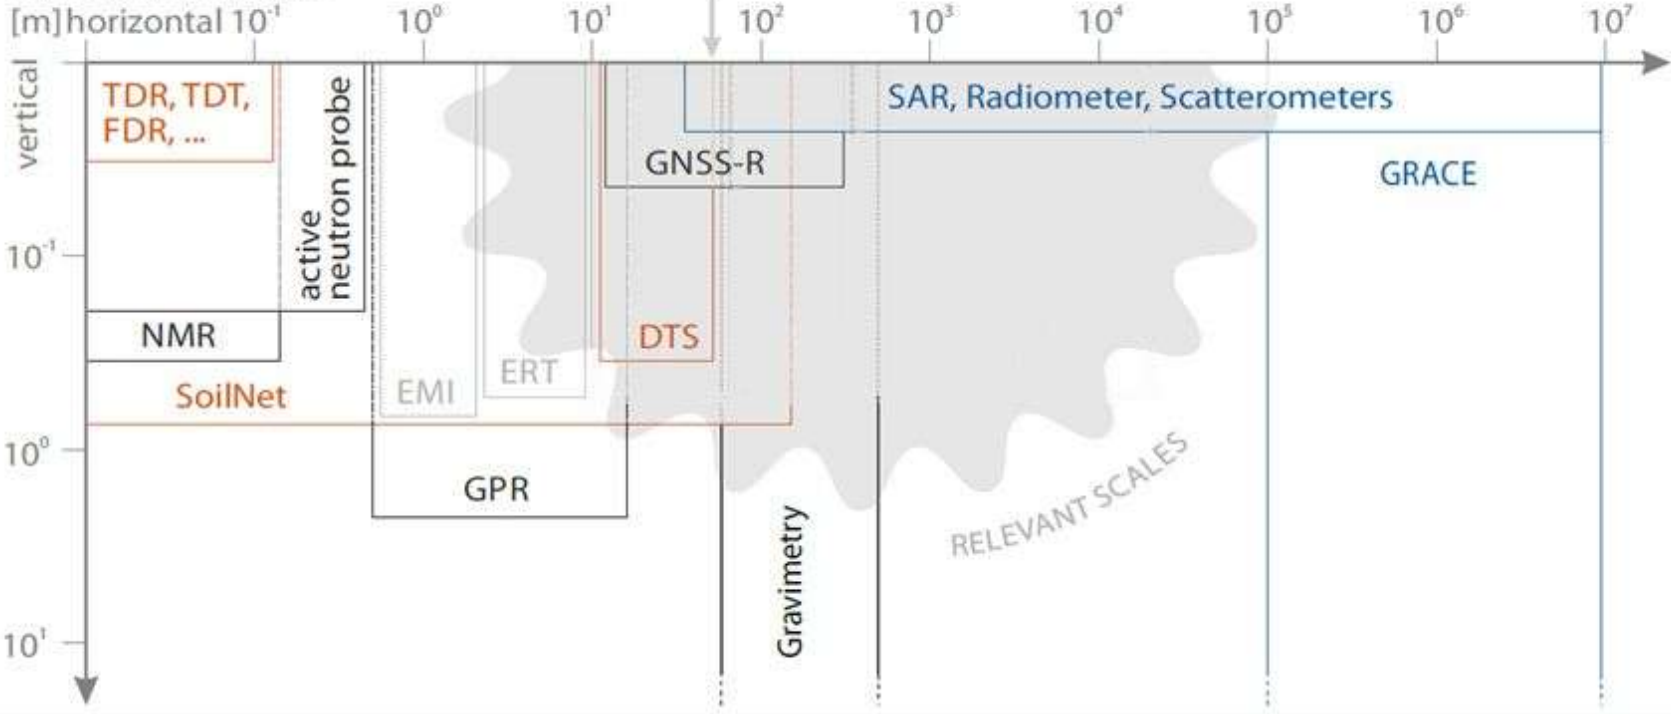 [m] horizontal 10⁻¹ 10⁰ 10¹ 10² 10³ 10⁴ 10⁵ 10⁶ 10⁷
vertical
TDR, TDT,
FDR, ...
active
neutron probe
SAR, Radiometer, Scatterometers
GNSS-R
GRACE
10⁻¹
NMR
DTS
ERT
EMI
SoilNet
10⁰
GPR
RELEVANT SCALES
Gravimetry
10¹